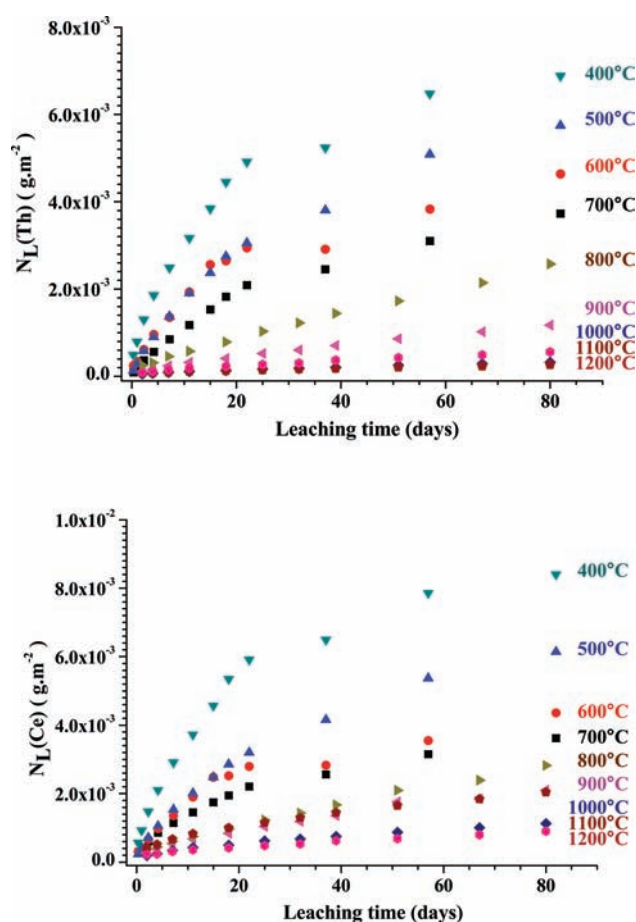 8.0x10⁻³
6.0x10⁻³
4.0x10⁻³
2.0x10⁻³
0.0
N_L(Th) ( g.m⁻²)
400°C
500°C
600°C
700°C
800°C
900°C
1000°C
1100°C
1200°C
0 20 40 60 80
Leaching time (days)
1.0x10⁻²
8.0x10⁻³
6.0x10⁻³
4.0x10⁻³
2.0x10⁻³
0.0
N_L(Ce) ( g.m⁻²)
400°C
500°C
600°C
700°C
800°C
900°C
1000°C
1100°C
1200°C
0 20 40 60 80
Leaching time (days)